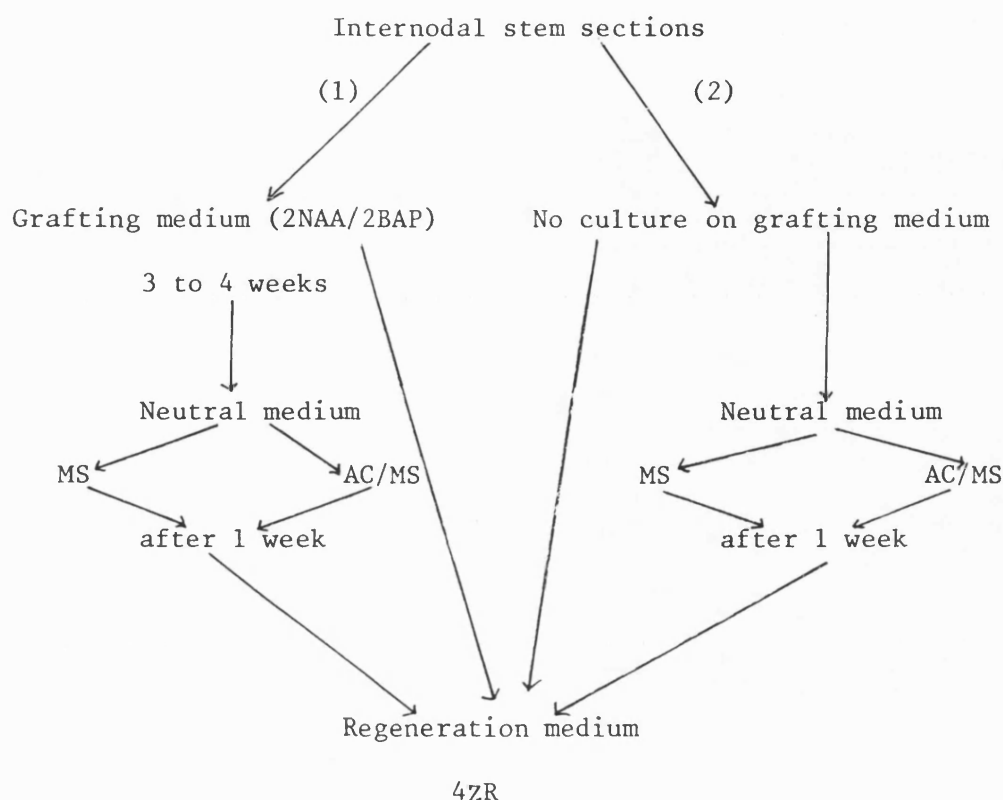 Internodal stem sections
(1) (2)
Grafting medium (2NAA/2BAP) No culture on grafting medium
3 to 4 weeks
Neutral medium Neutral medium
MS AC/MS MS AC/MS
after 1 week after 1 week
Regeneration medium
4ZR